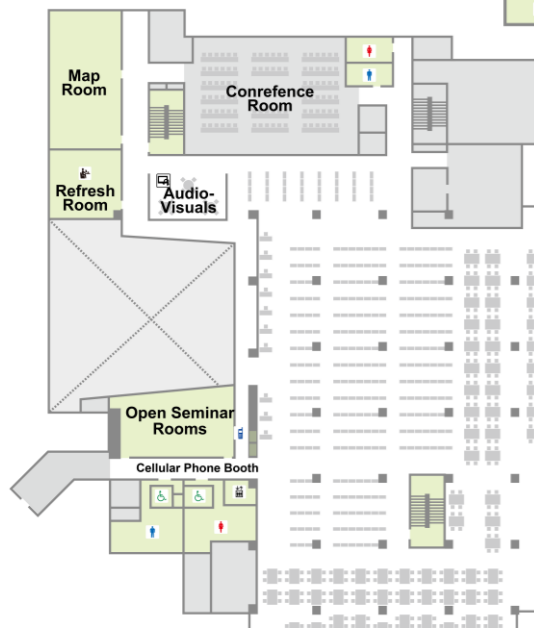 Map
Room
Conrefence
Room
Refresh
Room
Audio-
Visuals
Open Seminar
Rooms
Cellular Phone Booth